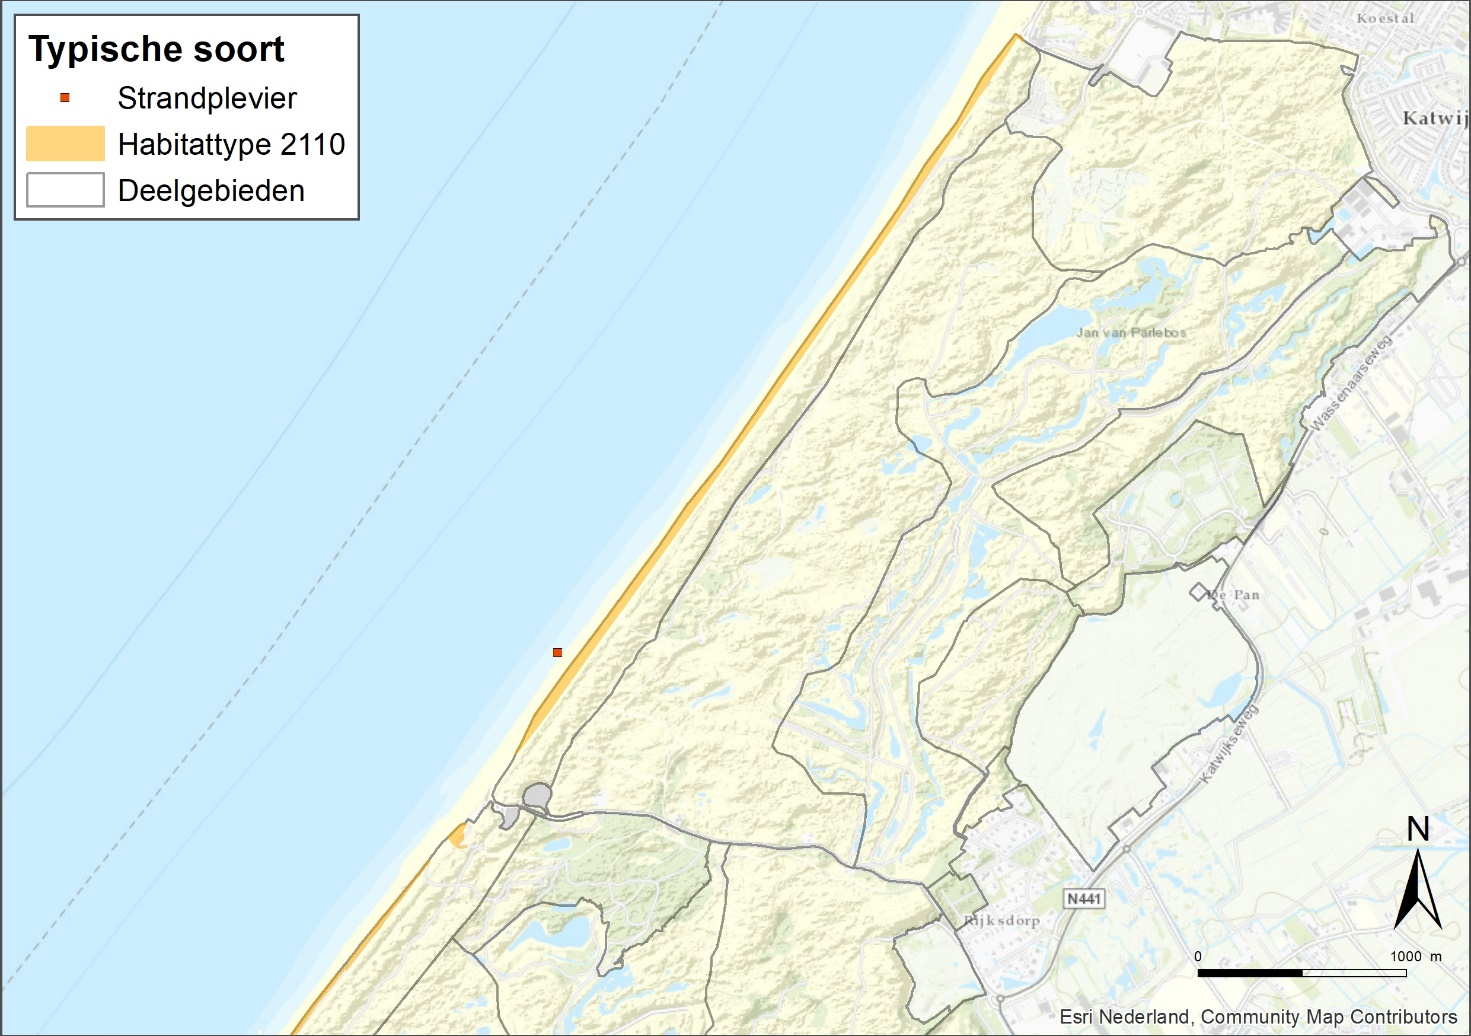 Typische soort
Strandplevier
Habitattype 2110
Deelgebieden
Koestal
Katwij
Jan van Parlebos
Wassenaarseweg
De Pan
Katwijkseweg
N441
Rijksdorp
N
0 1000 m
Esri Nederland, Community Map Contributors